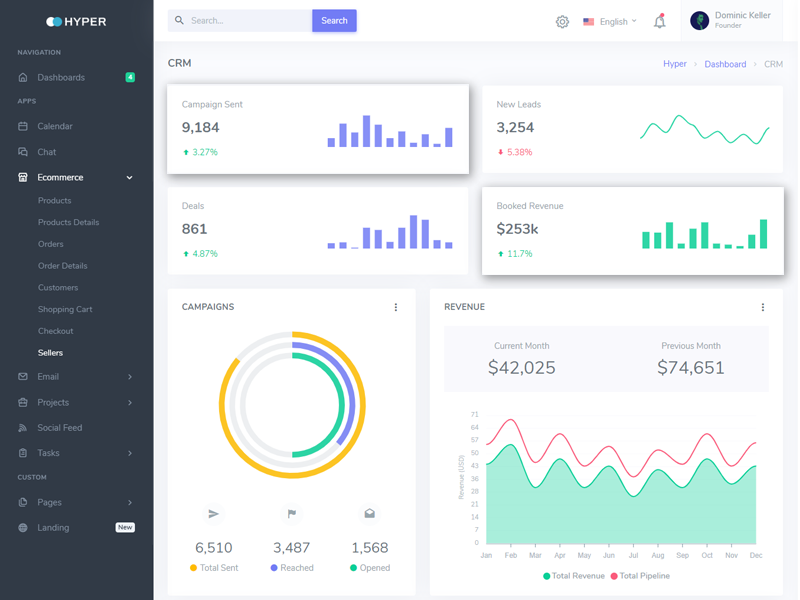 HYPER
NAVIGATION
Dashboards 4
APPS
Calendar
Chat
Ecommerce
Products
Products Details
Orders
Order Details
Customers
Shopping Cart
Checkout
Sellers
Email
Projects
Social Feed
Tasks
CUSTOM
Pages
Landing New
Search... Search
English
Dominic Keller
Founder
CRM
Hyper Dashboard CRM
Campaign Sent
9,184
3.27%
New Leads
3,254
5.38%
Deals
861
4.87%
Booked Revenue
$253k
11.7%
CAMPAIGNS
6,510 3,487 1,568
Total Sent Reached Opened
REVENUE
Current Month Previous Month
$42,025 $74,651
Revenue (USD)
71
64
57
50
43
36
28
21
14
7
0
Jan Feb Mar Apr May Jun Jul Aug Sep Oct Nov Dec
Total Revenue Total Pipeline